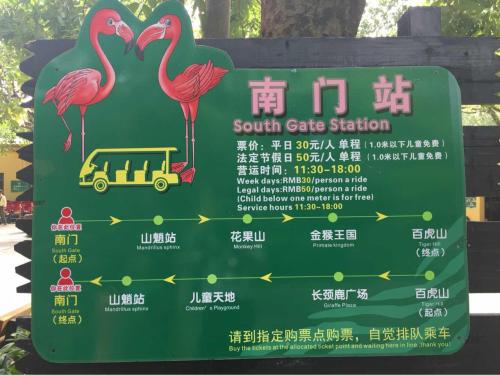 南门站
South Gate Station
票价：平日 30元/人 单程（1.0米以下儿童免费）
法定节假日 50元/人 单程（1.0米以下儿童免费）
营运时间：11:30-18:00
Week days:RMB30/person a ride
Legal days:RMB50/person a ride
(Child below one meter is for free)
Service hours 11:30-18:00
南门 山魈站 花果山 金猴王国 百虎山
South Gate Mandrillus sphinx Monkey Hill Primate kingdom Tiger Hill
（起点） （终点）
南门 山魈站 儿童天地 长颈鹿广场 百虎山
South Gate Mandrillus sphinx Children's Playground Giraffe Plaza Tiger Hill
（终点） （起点）
请到指定购票点购票，自觉排队乘车
Buy the tickets at the allocated ticket point and waiting here in line ,thank you!